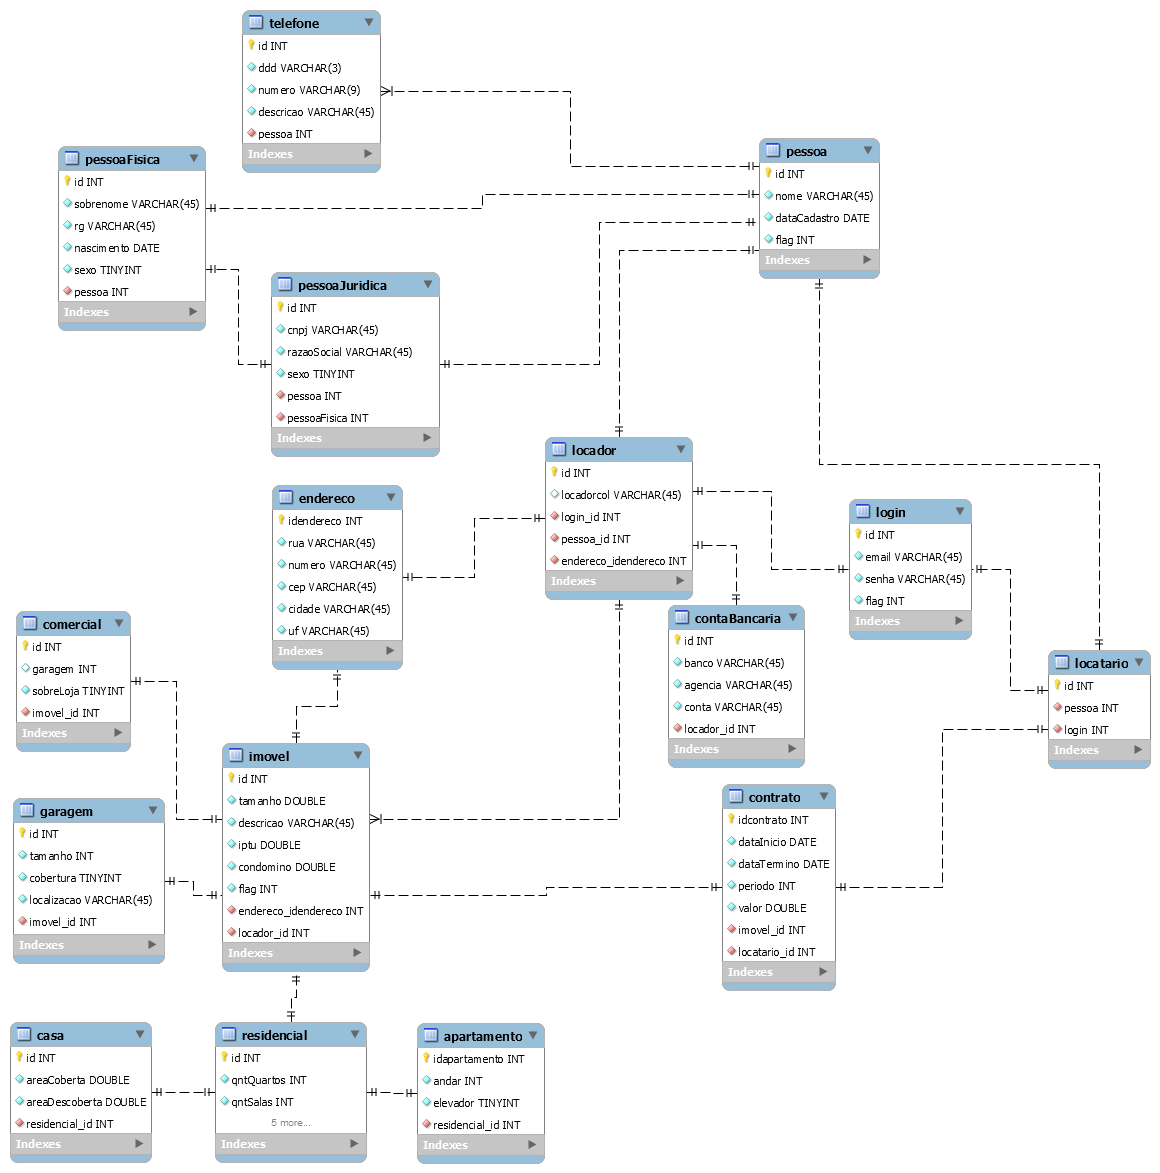 telefone
id INT
ddd VARCHAR(3)
numero VARCHAR(9)
descricao VARCHAR(45)
pessoa INT
Indexes
pessoa
id INT
nome VARCHAR(45)
dataCadastro DATE
flag INT
Indexes
pessoaFisica
id INT
sobrenome VARCHAR(45)
rg VARCHAR(45)
nascimento DATE
sexo TINYINT
pessoa INT
Indexes
pessoaJuridica
id INT
cnpj VARCHAR(45)
razaoSocial VARCHAR(45)
sexo TINYINT
pessoa INT
pessoaFisica INT
Indexes
locador
id INT
locadorcol VARCHAR(45)
login_id INT
pessoa_id INT
endereco_idendereco INT
Indexes
endereco
idendereco INT
rua VARCHAR(45)
numero VARCHAR(45)
cep VARCHAR(45)
cidade VARCHAR(45)
uf VARCHAR(45)
Indexes
login
id INT
email VARCHAR(45)
senha VARCHAR(45)
flag INT
Indexes
contaBancaria
id INT
banco VARCHAR(45)
agencia VARCHAR(45)
conta VARCHAR(45)
locador_id INT
Indexes
comercial
id INT
garagem INT
sobreLoja TINYINT
imovel_id INT
Indexes
locatario
id INT
pessoa INT
login INT
Indexes
imovel
id INT
tamanho DOUBLE
descricao VARCHAR(45)
iptu DOUBLE
condomino DOUBLE
flag INT
endereco_idendereco INT
locador_id INT
Indexes
garagem
id INT
tamanho INT
cobertura TINYINT
localizacao VARCHAR(45)
imovel_id INT
Indexes
contrato
idcontrato INT
dataInicio DATE
dataTermino DATE
periodo INT
valor DOUBLE
imovel_id INT
locatario_id INT
Indexes
casa
id INT
areaCoberta DOUBLE
areaDescoberta DOUBLE
residencial_id INT
Indexes
residencial
id INT
qntQuartos INT
qntSalas INT
5 more...
Indexes
apartamento
idapartamento INT
andar INT
elevador TINYINT
residencial_id INT
Indexes